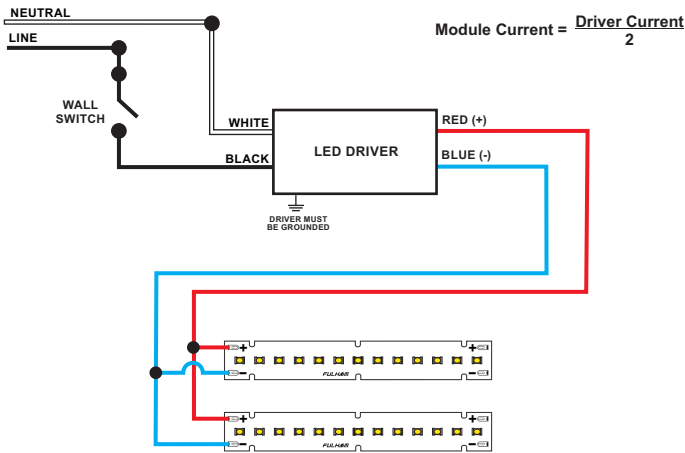 NEUTRAL
LINE
Module Current = Driver Current
2
WALL
SWITCH
WHITE
BLACK
LED DRIVER
RED (+)
BLUE (-)
DRIVER MUST
BE GROUNDED
+ +
- -
FULHAM
+ +
- -
FULHAM